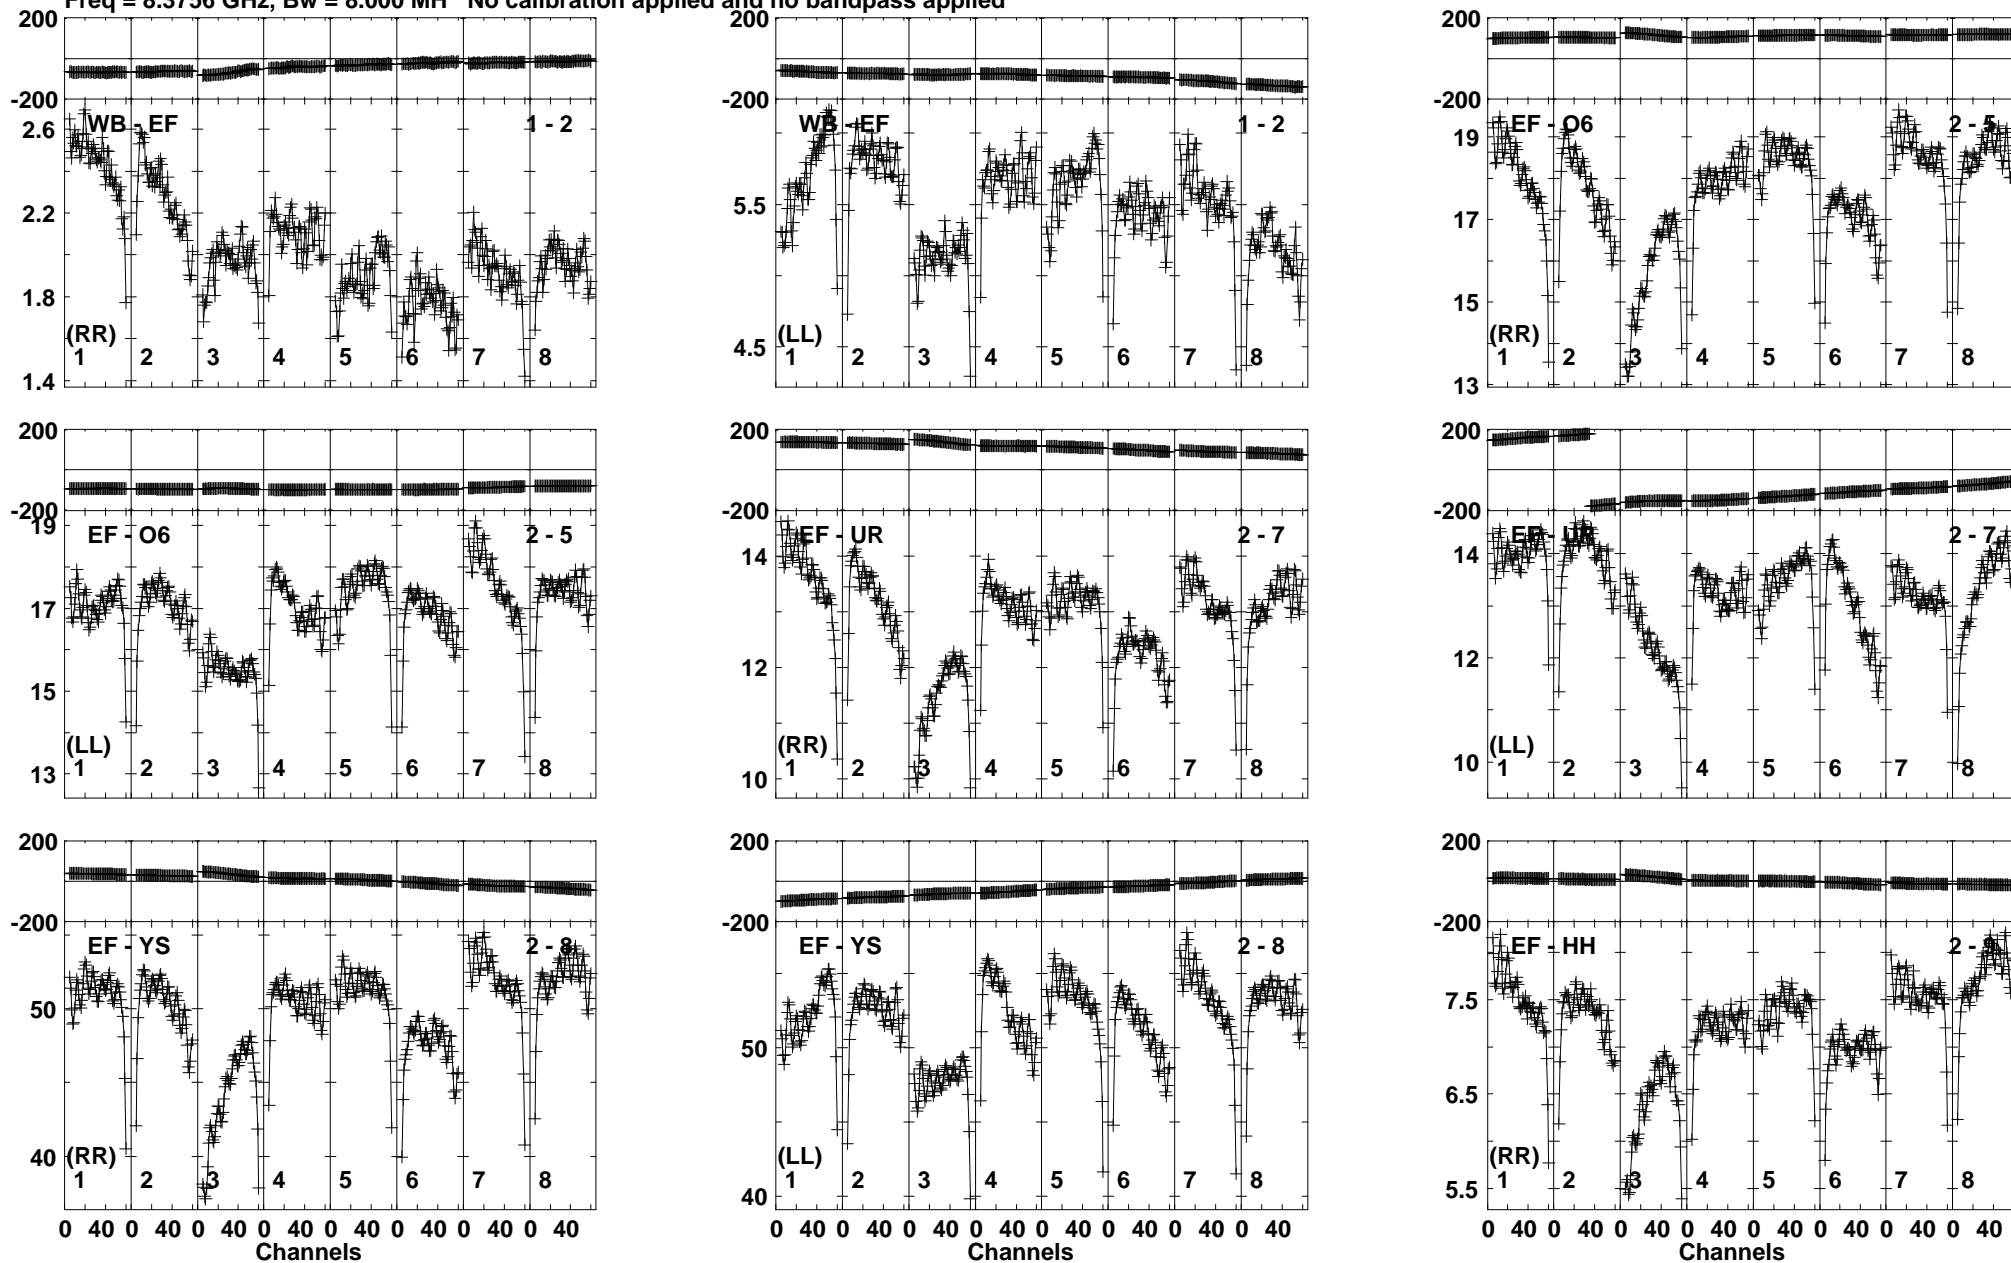 Freq = 8.3756 GHz, Bw = 8.000 MH No calibration applied and no bandpass applied
200 200 200
-200 -200 -200
WB - EF 1 - 2
2.6
2.2
1.8
1.4
(RR)
1 2 3 4 5 6 7 8
WB - EF 1 - 2
5.5
4.5
(LL)
1 2 3 4 5 6 7 8
EF - O6 2 - 5
19
17
15
13
(RR)
1 2 3 4 5 6 7 8
200 200 200
-200 -200 -200
EF - O6 2 - 5
19
17
15
13
(LL)
1 2 3 4 5 6 7 8
EF - UR 2 - 7
14
12
10
(RR)
1 2 3 4 5 6 7 8
EF - UR 2 - 7
14
12
10
(LL)
1 2 3 4 5 6 7 8
200 200 200
-200 -200 -200
EF - YS 2 - 8
50
40
(RR)
1 2 3 4 5 6 7 8
EF - YS 2 - 8
50
40
(LL)
1 2 3 4 5 6 7 8
EF - HH 2 - 9
7.5
6.5
5.5
(RR)
1 2 3 4 5 6 7 8
0 40 0 40 0 40 0 40 0 40 0 40 0 40 0 40
Channels
0 40 0 40 0 40 0 40 0 40 0 40 0 40 0 40
0 40 0 40 0 40 0 40 0 40 0 40 0 40 0 40
Channels